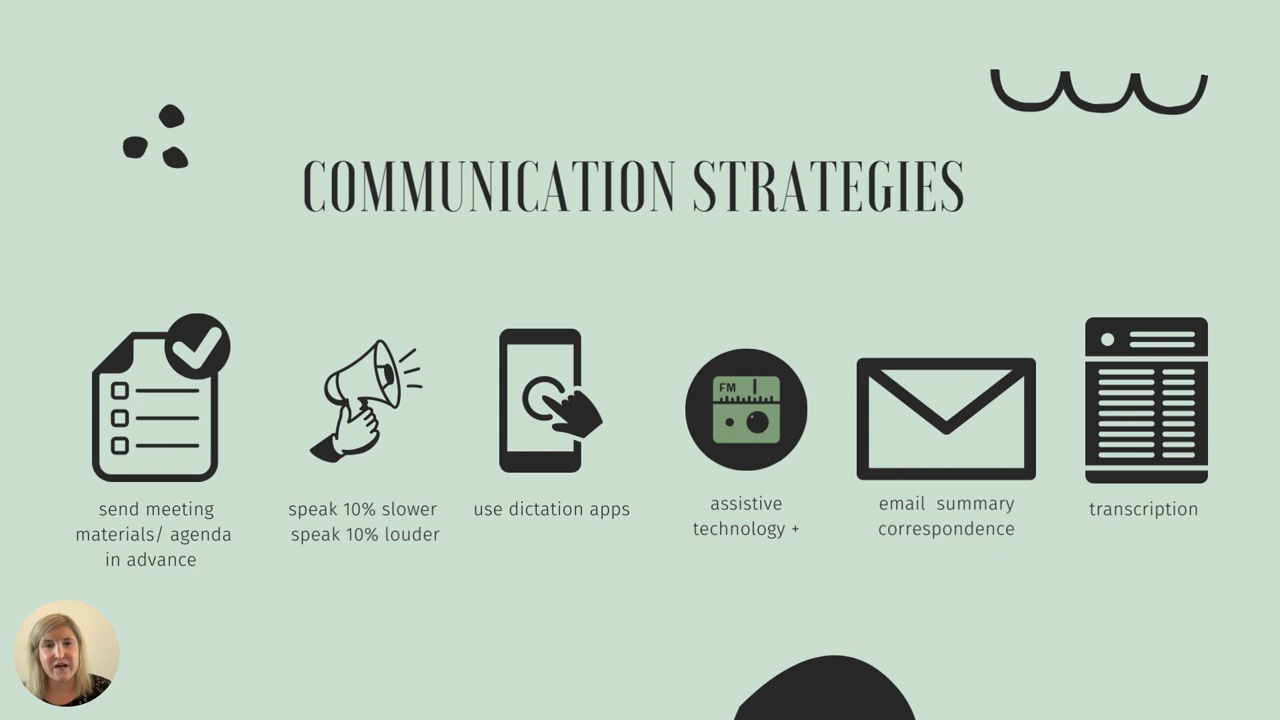 COMMUNICATION STRATEGIES
send meeting
materials/ agenda
in advance
speak 10% slower
speak 10% louder
use dictation apps
FM
assistive
technology +
email summary
correspondence
transcription